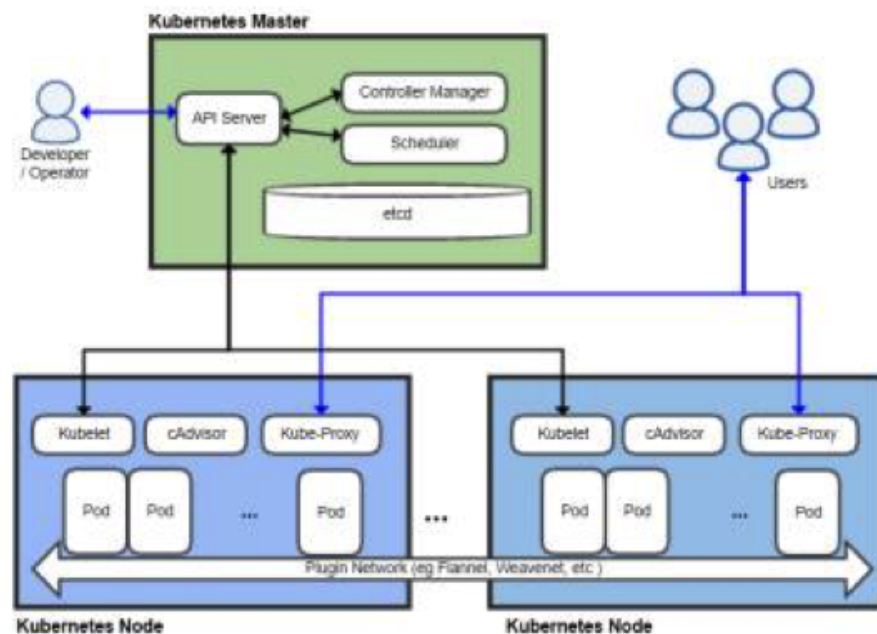 Kubernetes Master
API Server
Controller Manager
Scheduler
etcd
Developer
/ Operator
Users
Kubelet
cAdvisor
Kube-Proxy
Pod
Pod
...
Pod
...
Kubelet
cAdvisor
Kube-Proxy
Pod
Pod
...
Pod
Plugin Network (eg Flannel, Weavenet, etc )
Kubernetes Node
Kubernetes Node